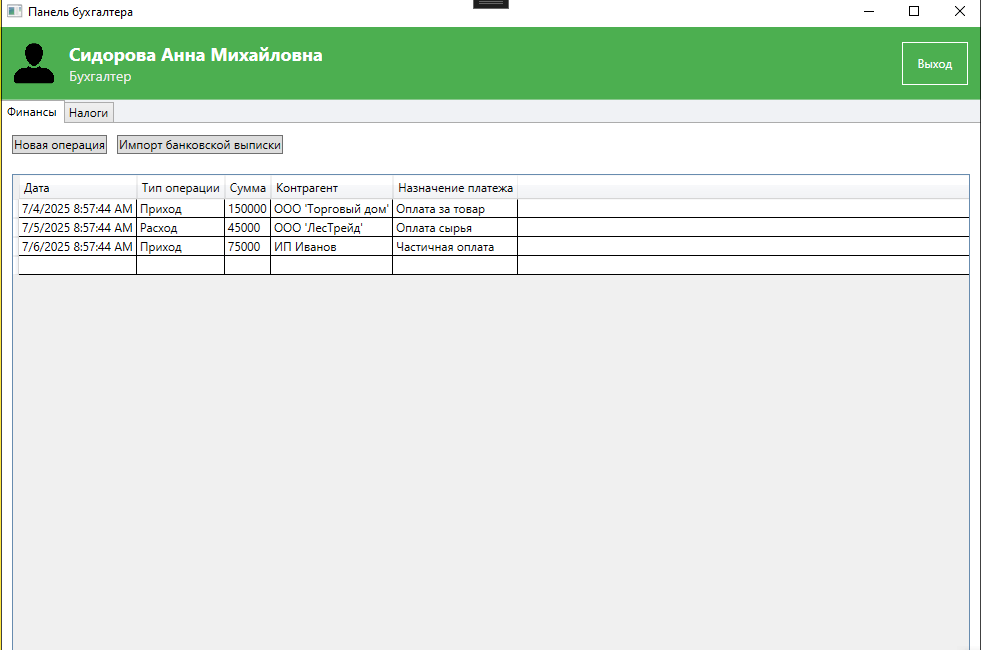 Панель бухгалтера
Сидорова Анна Михайловна
Бухгалтер
Выход
Финансы Налоги
Новая операция Импорт банковской выписки
Дата Тип операции Сумма Контрагент Назначение платежа
7/4/2025 8:57:44 AM Приход 150000 ООО 'Торговый дом' Оплата за товар
7/5/2025 8:57:44 AM Расход 45000 ООО 'ЛесТрейд' Оплата сырья
7/6/2025 8:57:44 AM Приход 75000 ИП Иванов Частичная оплата